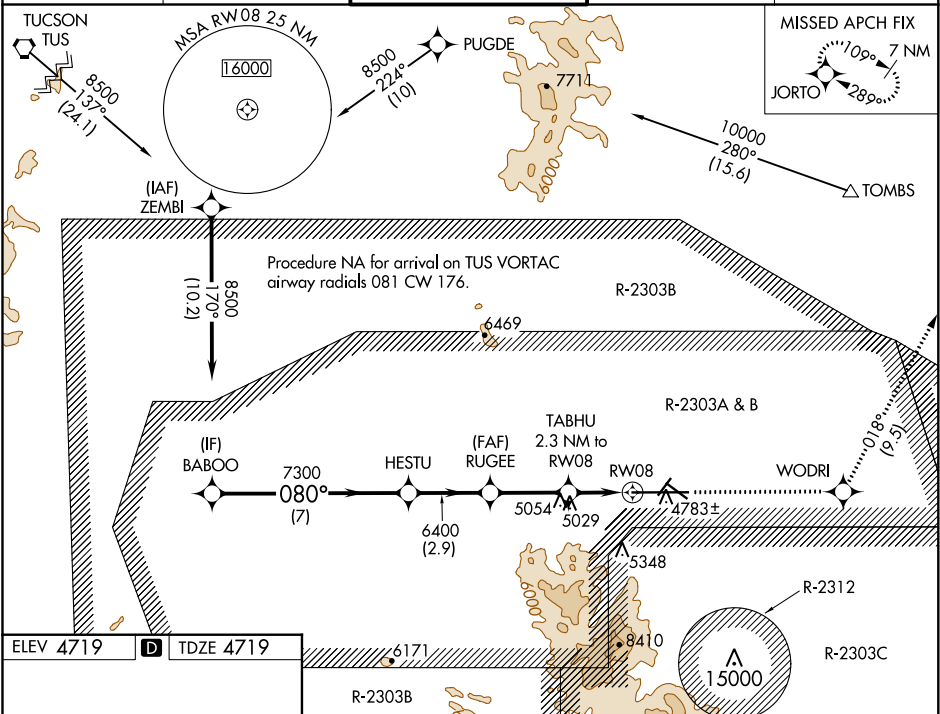 TUCSON
TUS
8500
137°
(24.1)
MSA RW08 25 NM
16000
8500
224°
(10)
PUGDE
7711
6000
MISSED APCH FIX
109°
7 NM
JORTO
289°
10000
280°
(15.6)
TOMBS
(IAF)
ZEMBI
8500
170°
(10.2)
Procedure NA for arrival on TUS VORTAC
airway radials 081 CW 176.
R-2303B
6469
R-2303A & B
018°
(9.5)
(IF)
BABOO
7300
080°
(7)
HESTU
6400
(2.9)
(FAF)
RUGEE
TABHU
2.3 NM to
RW08
5054
5029
RW08
4783±
WODRI
5348
7000
8410
R-2312
15000
R-2303C
ELEV 4719
D
TDZE 4719
6171
R-2303B